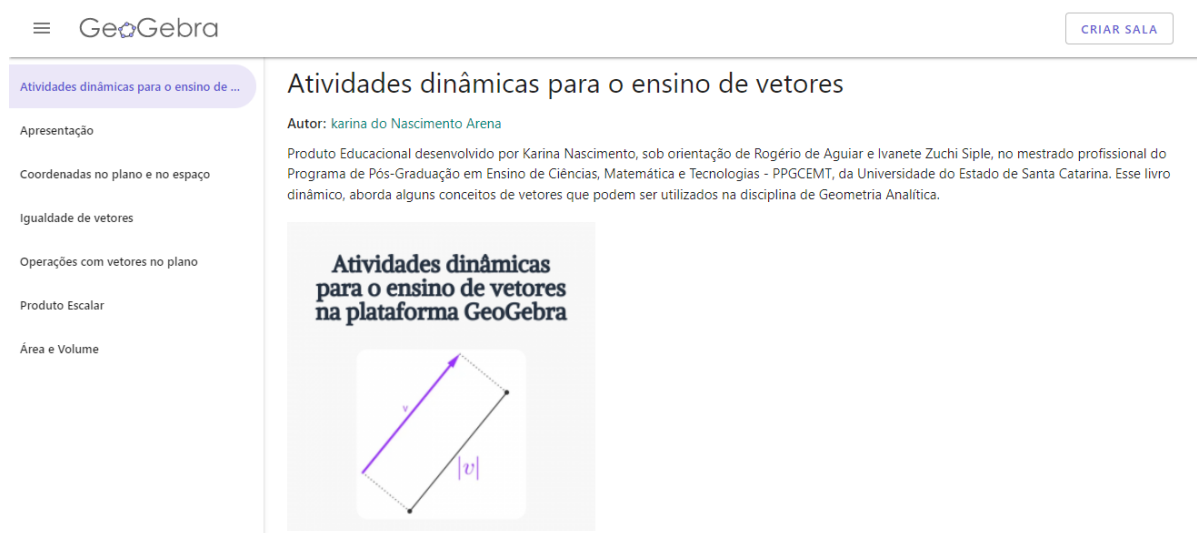 GeoGebra
CRIAR SALA
Atividades dinâmicas para o ensino de ...
Apresentação
Coordenadas no plano e no espaço
Igualdade de vetores
Operações com vetores no plano
Produto Escalar
Área e Volume
Atividades dinâmicas para o ensino de vetores
Autor: karina do Nascimento Arena
Produto Educacional desenvolvido por Karina Nascimento, sob orientação de Rogério de Aguiar e Ivanete Zuchi Siple, no mestrado profissional do
Programa de Pós-Graduação em Ensino de Ciências, Matemática e Tecnologias - PPGCEMT, da Universidade do Estado de Santa Catarina. Esse livro
dinâmico, aborda alguns conceitos de vetores que podem ser utilizados na disciplina de Geometria Analítica.
Atividades dinâmicas
para o ensino de vetores
na plataforma GeoGebra
v
|v|